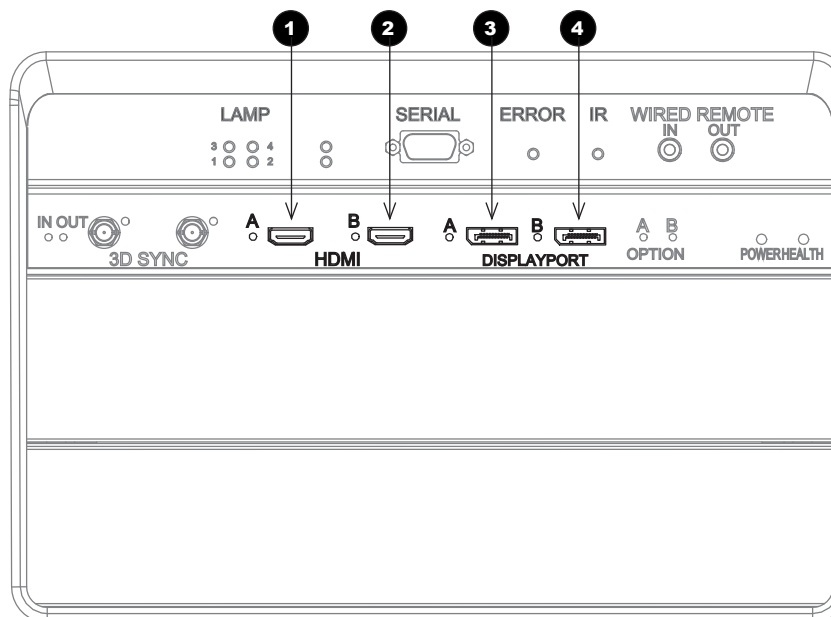 1 2 3 4
LAMP SERIAL ERROR IR WIRED REMOTE
IN OUT
3 4
1 2
IN OUT A B A B A B
3D SYNC HDMI DISPLAYPORT OPTION POWER HEALTH